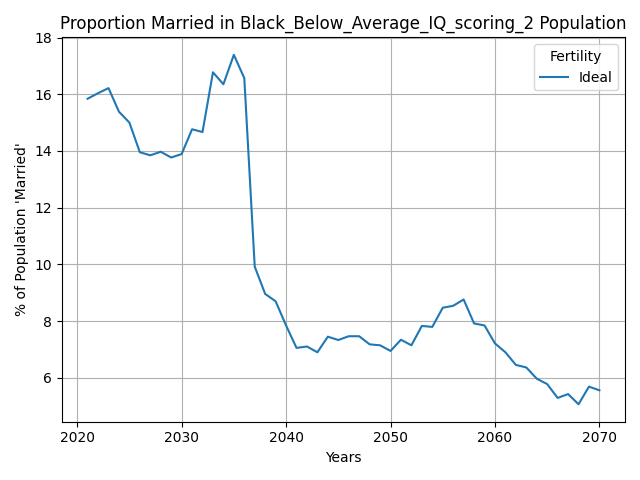 Proportion Married in Black_Below_Average_IQ_scoring_2 Population
18
Fertility
Ideal
16
14
12
10
8
6
% of Population 'Married'
2020 2030 2040 2050 2060 2070
Years